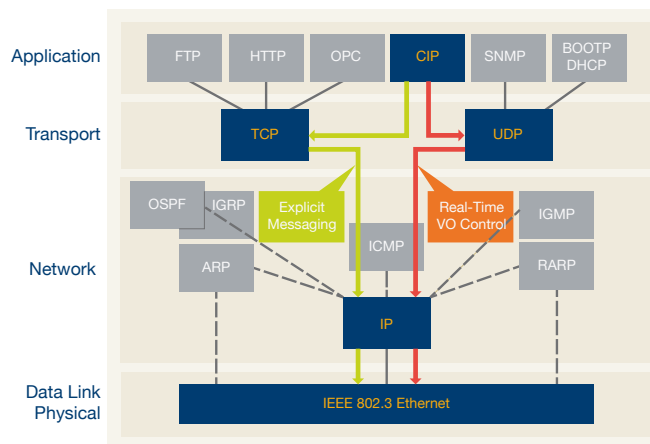 Application
FTP
HTTP
OPC
CIP
SNMP
BOOTP
DHCP
Transport
TCP
UDP
OSPF
IGRP
Explicit
Messaging
Real-Time
VO Control
IGMP
ICMP
ARP
RARP
Network
IP
Data Link
Physical
IEEE 802.3 Ethernet